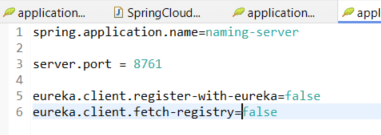 application... SpringCloud... application... appl
1 spring.application.name=naming-server
2
3 server.port = 8761
4
5 eureka.client.register-with-eureka=false
6 eureka.client.fetch-registry=false